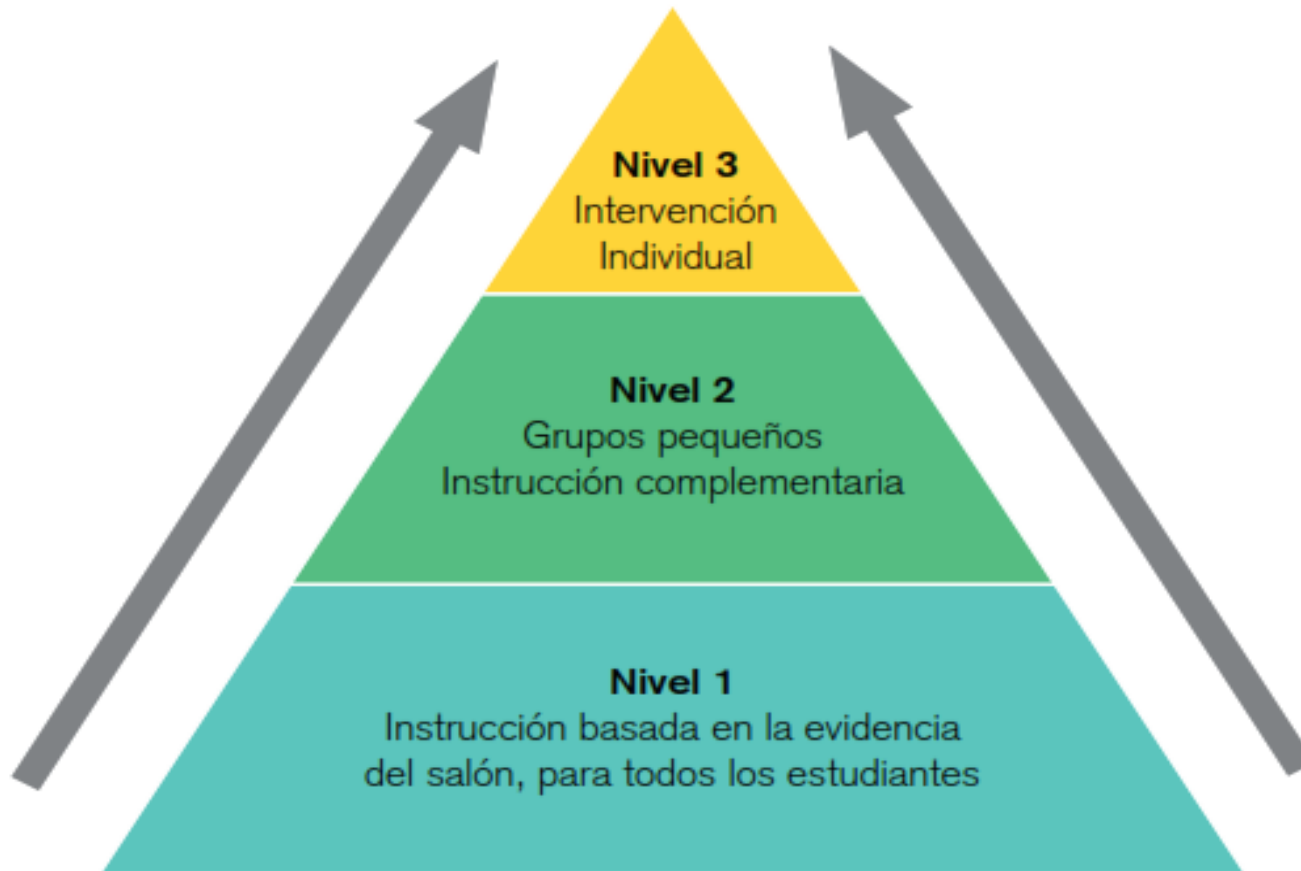 Nivel 3
Intervención
Individual
Nivel 2
Grupos pequeños
Instrucción complementaria
Nivel 1
Instrucción basada en la evidencia
del salón, para todos los estudiantes